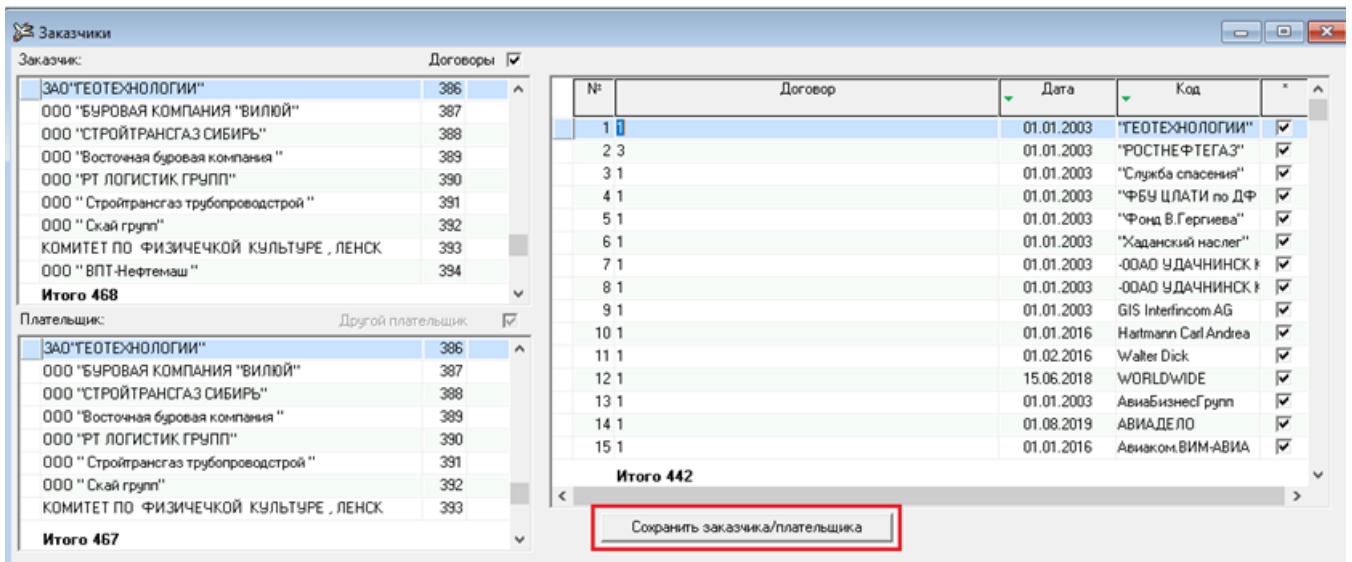 Заказчики
Заказчик: Договоры
ЗАО"ГЕОТЕХНОЛОГИИ" 386
ООО "БУРОВАЯ КОМПАНИЯ "ВИЛЮЙ" 387
ООО "СТРОЙТРАНСГАЗ СИБИРЬ" 388
ООО "Восточная буровая компания " 389
ООО "РТ ЛОГИСТИК ГРУПП" 390
ООО " Стройтрансгаз трубопроводстрой " 391
ООО " Скай групп" 392
КОМИТЕТ ПО ФИЗИЧЕЧКОЙ КУЛЬТУРЕ , ЛЕНСК 393
ООО " ВПТ-Нефтемаш " 394
Итого 468
Плательщик: Другой плательщик
ЗАО"ГЕОТЕХНОЛОГИИ" 386
ООО "БУРОВАЯ КОМПАНИЯ "ВИЛЮЙ" 387
ООО "СТРОЙТРАНСГАЗ СИБИРЬ" 388
ООО "Восточная буровая компания " 389
ООО "РТ ЛОГИСТИК ГРУПП" 390
ООО " Стройтрансгаз трубопроводстрой " 391
ООО " Скай групп" 392
КОМИТЕТ ПО ФИЗИЧЕЧКОЙ КУЛЬТУРЕ , ЛЕНСК 393
Итого 467
№ Договор Дата Код *
1 1 01.01.2003 "ГЕОТЕХНОЛОГИИ"
2 3 01.01.2003 "РОСТНЕФТЕГАЗ"
3 1 01.01.2003 "Служба спасения"
4 1 01.01.2003 "ФБУ ЦЛАТИ по ДФ
5 1 01.01.2003 "Фонд В.Гергиева"
6 1 01.01.2003 "Хаданский наслег"
7 1 01.01.2003 -ООАО УДАЧНИНСК
8 1 01.01.2003 -ООАО УДАЧНИНСК
9 1 01.01.2003 GIS Interfincom AG
10 1 01.01.2016 Hartmann Carl Andrea
11 1 01.02.2016 Walter Dick
12 1 15.06.2018 WORLDWIDE
13 1 01.01.2003 АвиаБизнесГрупп
14 1 01.08.2019 АВИАДЕЛО
15 1 01.01.2016 Авиаком.ВИМ-АВИА
Итого 442
Сохранить заказчика/плательщика